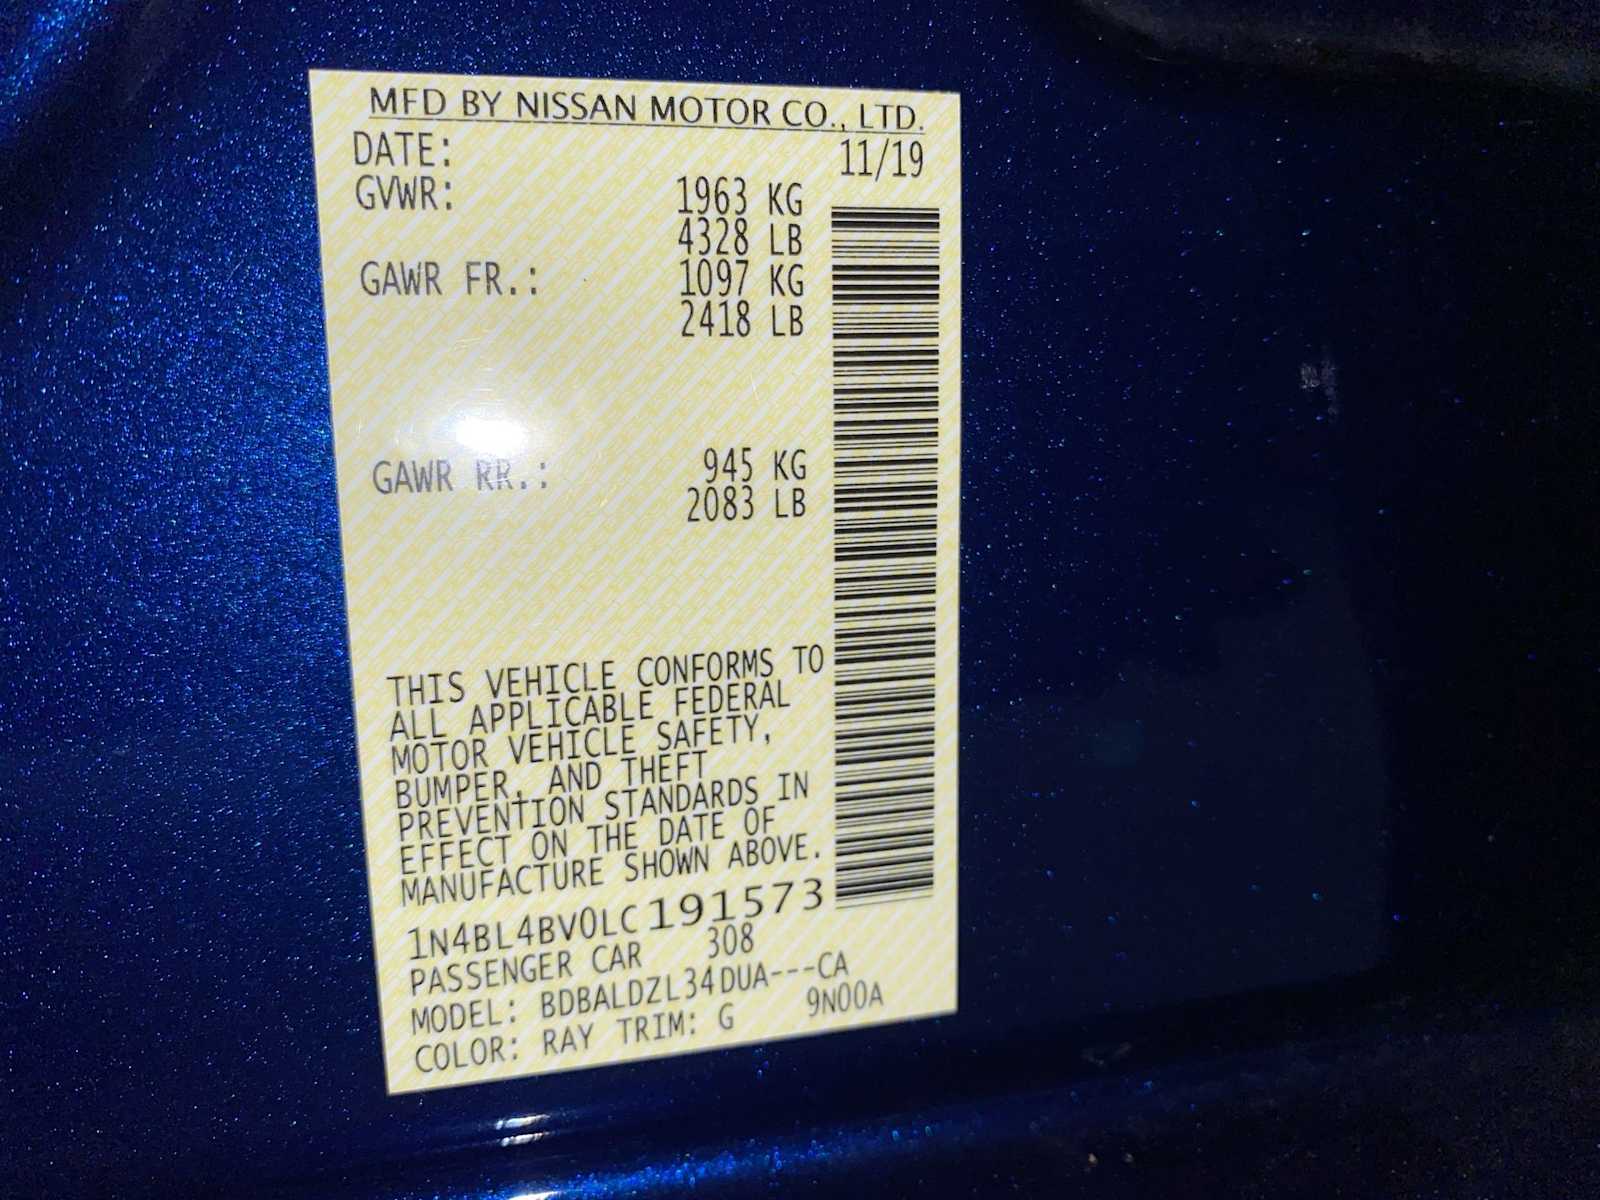 MFD BY NISSAN MOTOR CO., LTD.
DATE: 11/19
GVWR: 1963 KG
4328 LB
GAWR FR.: 1097 KG
2418 LB
GAWR RR.: 945 KG
2083 LB
THIS VEHICLE CONFORMS TO
ALL APPLICABLE FEDERAL
MOTOR VEHICLE SAFETY,
BUMPER, AND THEFT
PREVENTION STANDARDS IN
EFFECT ON THE DATE OF
MANUFACTURE SHOWN ABOVE.
1N4BL4BV0LC191573
PASSENGER CAR 308
MODEL: BDBALDZL34DUA---CA
COLOR: RAY TRIM: G 9N00A